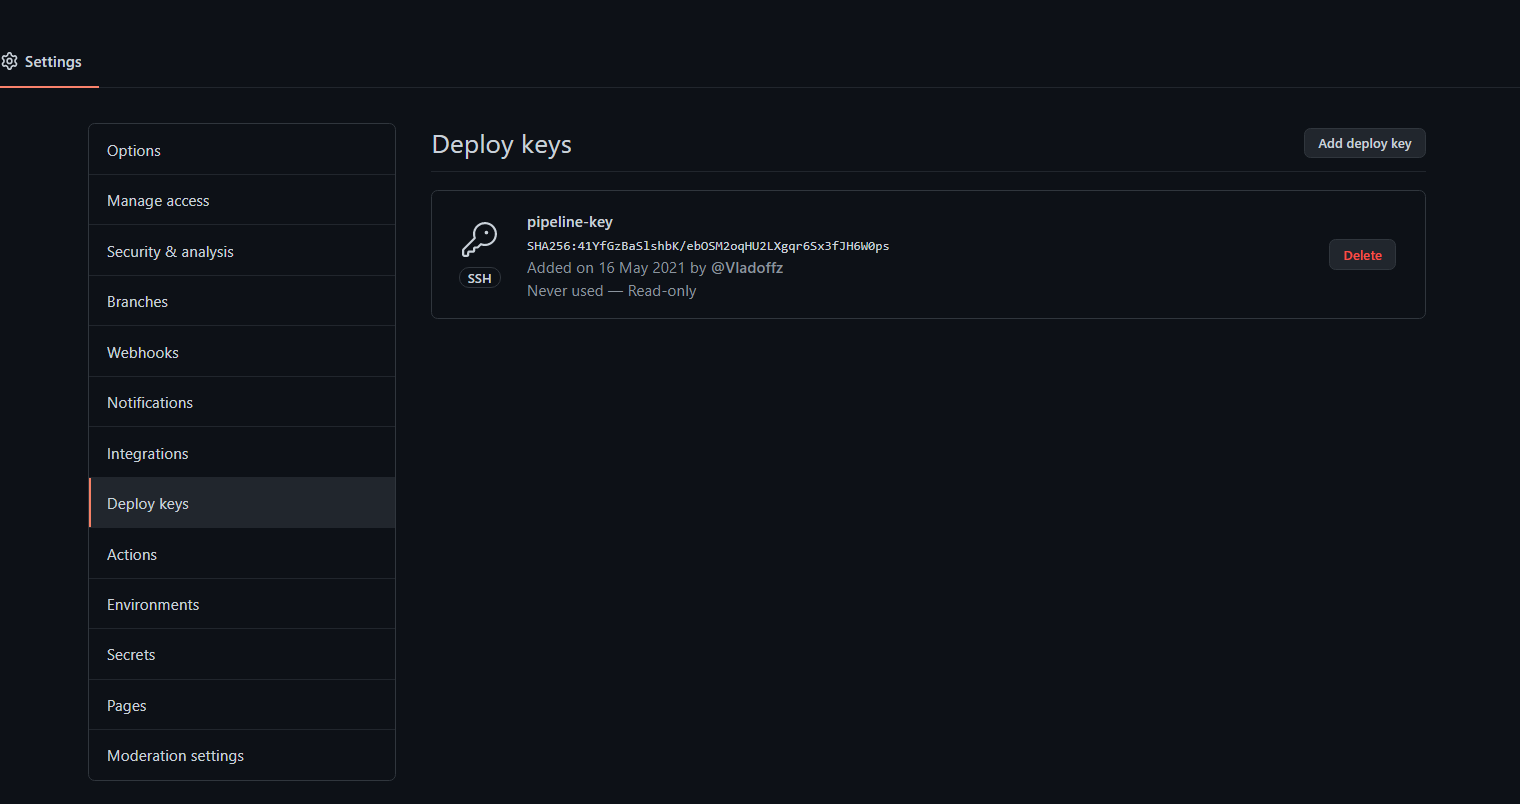 Settings
Options
Manage access
Security & analysis
Branches
Webhooks
Notifications
Integrations
Deploy keys
Actions
Environments
Secrets
Pages
Moderation settings
Deploy keys
Add deploy key
pipeline-key
SHA256:41YfGzBaSlshbK/ebOSM2oqHU2LXgqr6Sx3fJH6W0ps
Added on 16 May 2021 by @Vladoffz
Never used — Read-only
SSH
Delete